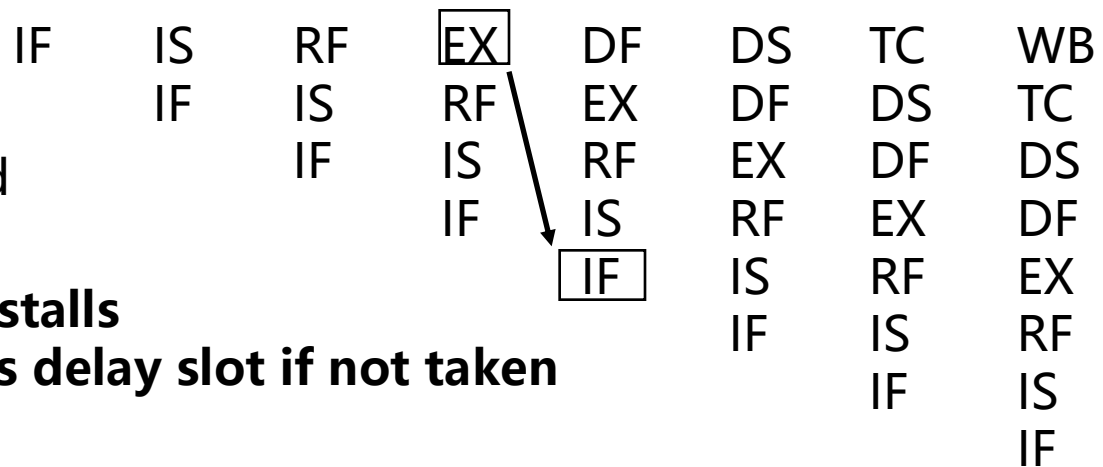 IF IS RF EX DF DS TC WB
IF IS RF EX DF DS TC
IF IS RF EX DF DS
IF IS RF EX DF
IF IS RF EX
stalls
IF IS RF
s delay slot if not taken
IF IS
IF